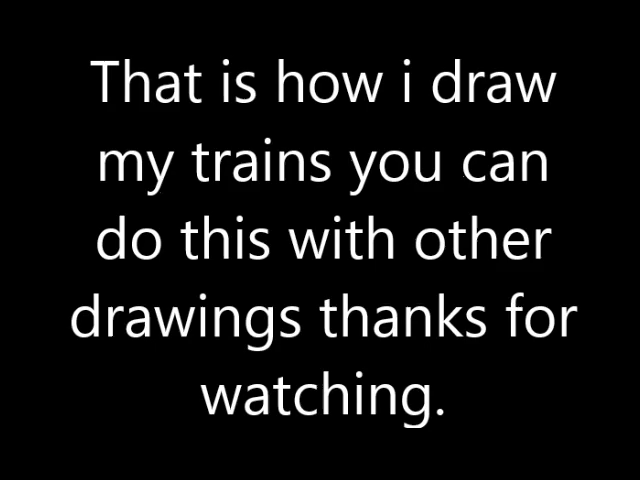 That is how i draw
my trains you can
do this with other
drawings thanks for
watching.